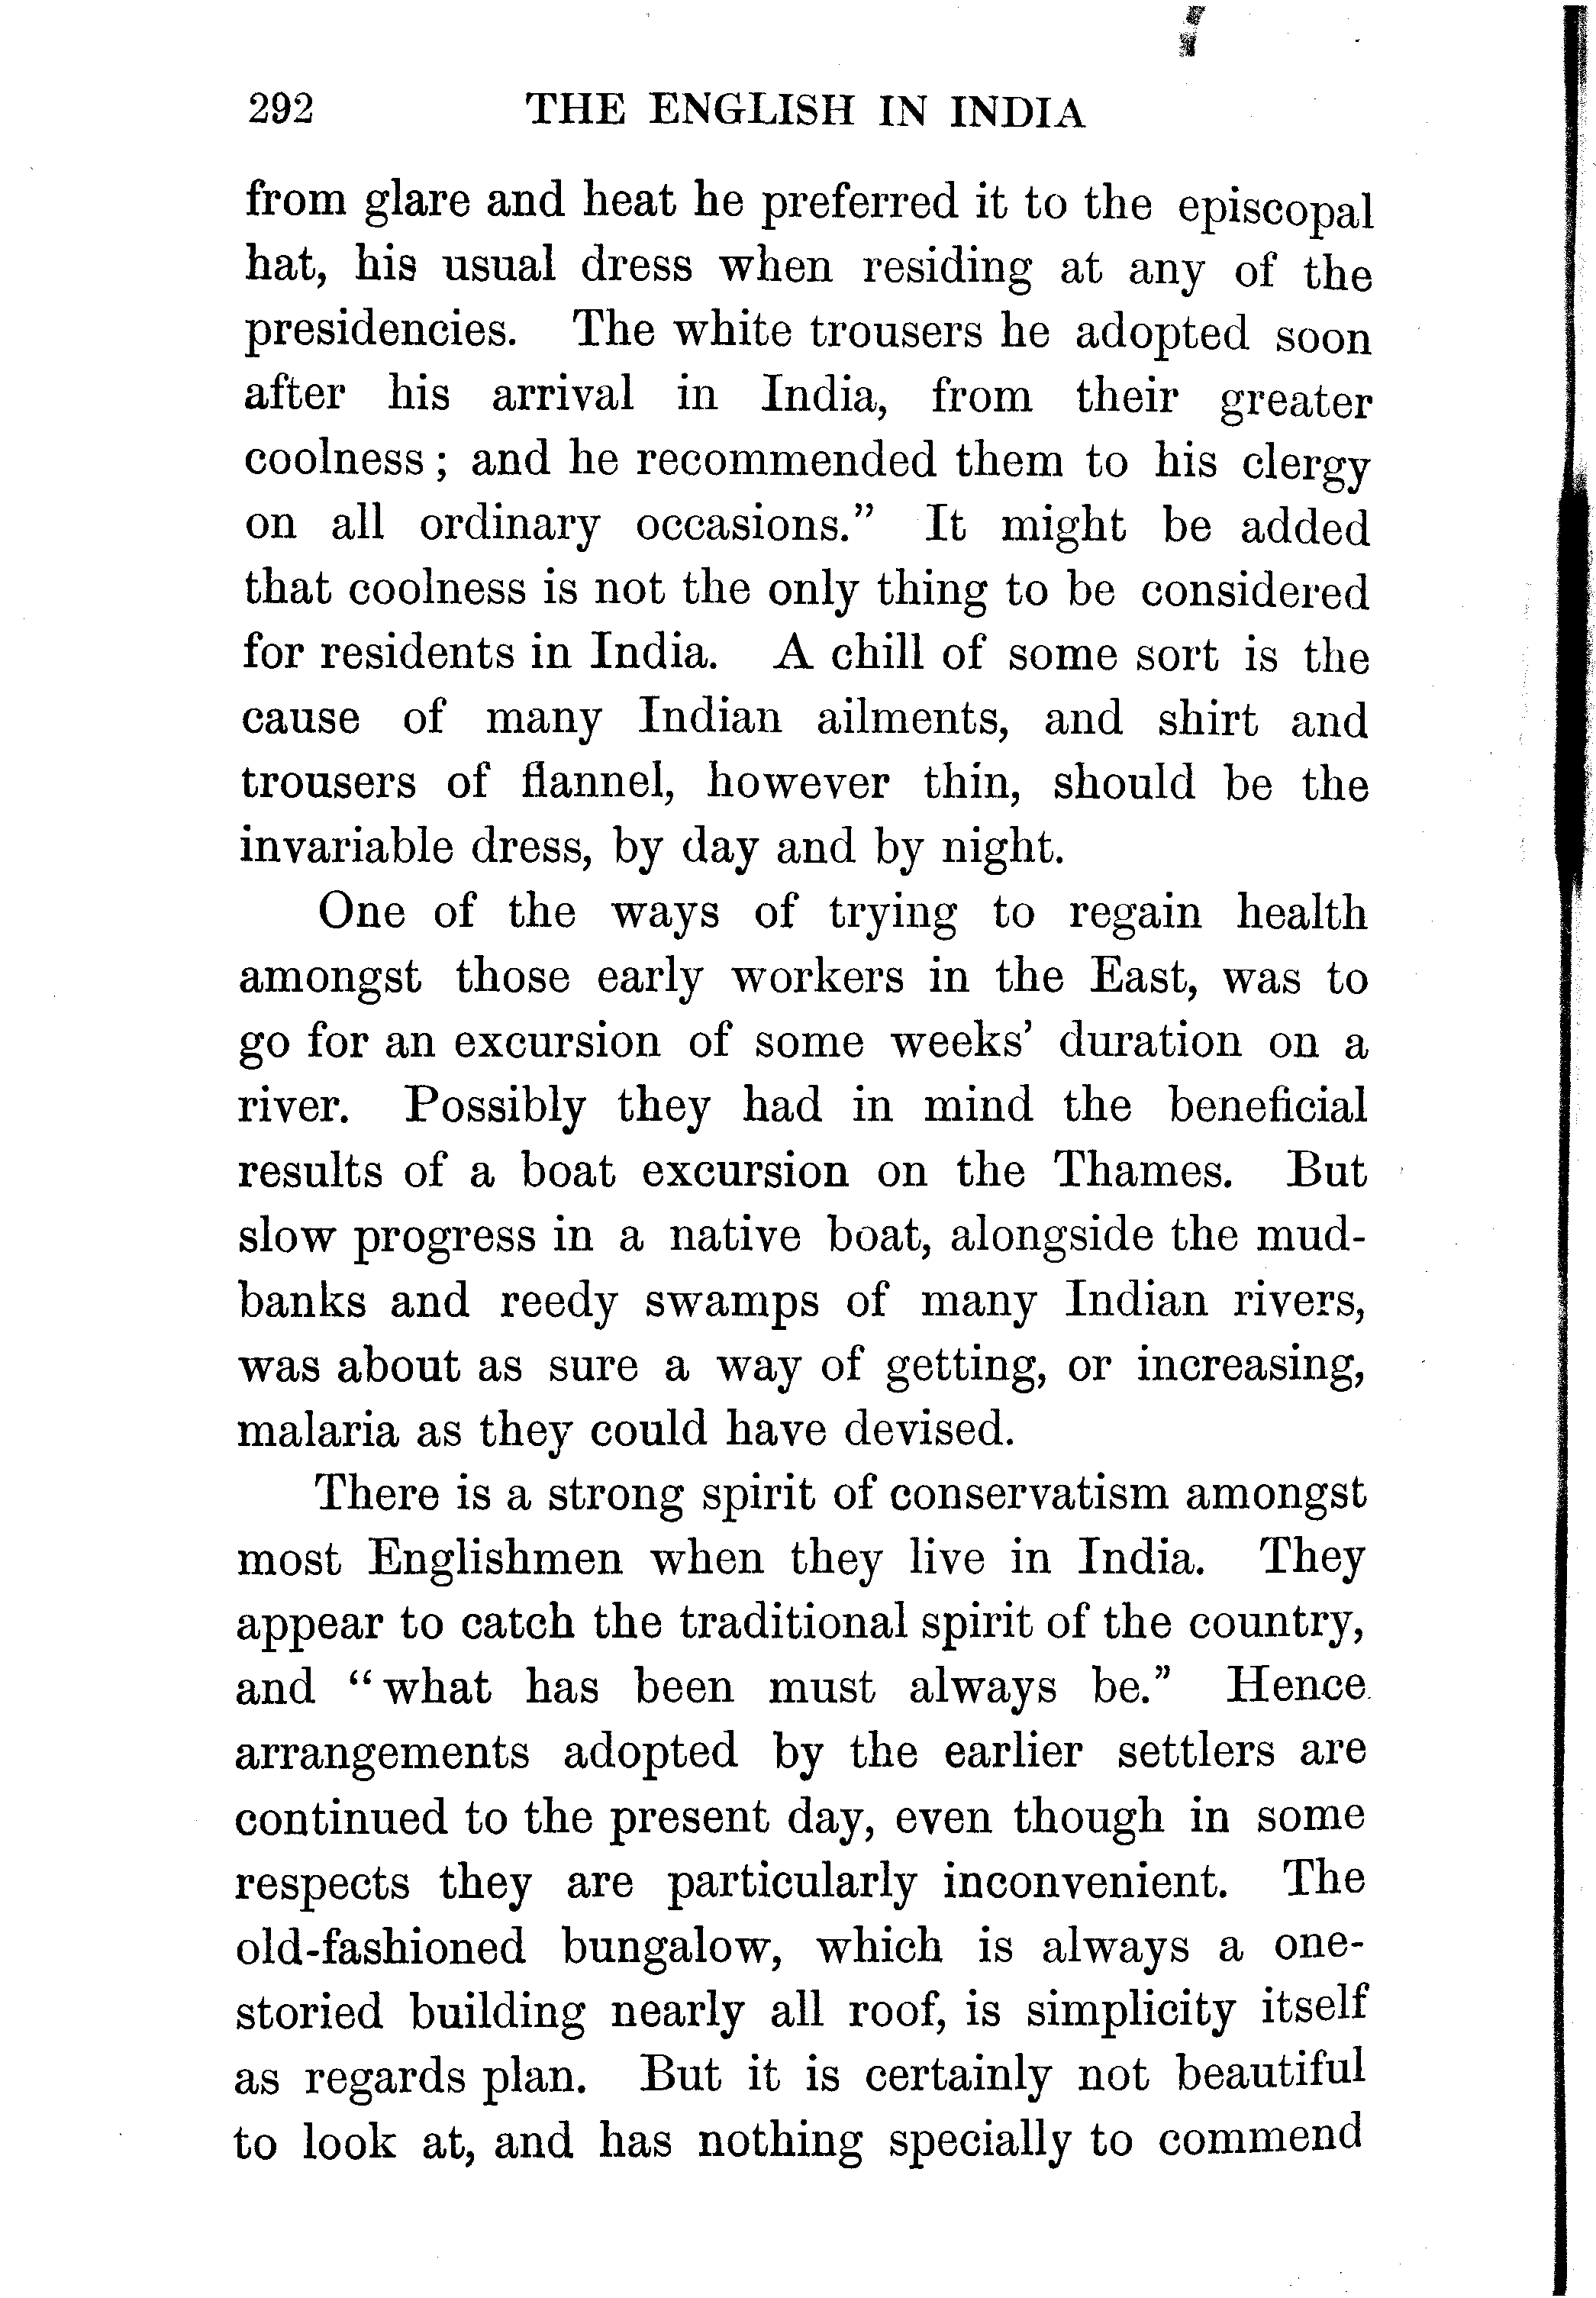 292 THE ENGLISH IN INDIA
from glare and heat he preferred it to the episcopal
hat, his usual dress when residing at any of the
presidencies. The white trousers he adopted soon
after his arrival in India, from their greater
coolness; and he recommended them to his clergy
on all ordinary occasions.” It might be added
that coolness is not the only thing to be considered
for residents in India. A chill of some sort is the
cause of many Indian ailments, and shirt and
trousers of flannel, however thin, should be the
invariable dress, by day and by night.
One of the ways of trying to regain health
amongst those early workers in the East, was to
go for an excursion of some weeks’ duration on a
river. Possibly they had in mind the beneficial
results of a boat excursion on the Thames. But
slow progress in a native boat, alongside the mud-
banks and reedy swamps of many Indian rivers,
was about as sure a way of getting, or increasing,
malaria as they could have devised.
There is a strong spirit of conservatism amongst
most Englishmen when they live in India. They
appear to catch the traditional spirit of the country,
and “what has been must always be.” Hence
arrangements adopted by the earlier settlers are
continued to the present day, even though in some
respects they are particularly inconvenient. The
old-fashioned bungalow, which is always a one-
storied building nearly all roof, is simplicity itself
as regards plan. But it is certainly not beautiful
to look at, and has nothing specially to commend